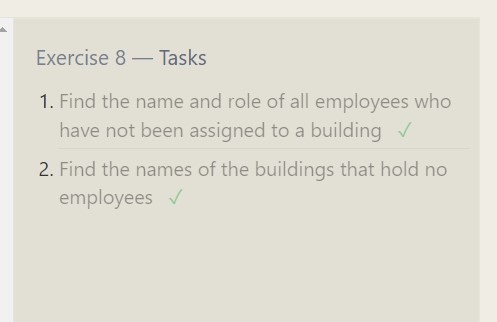 Exercise 8 — Tasks
1. Find the name and role of all employees who
have not been assigned to a building ✓
2. Find the names of the buildings that hold no
employees ✓